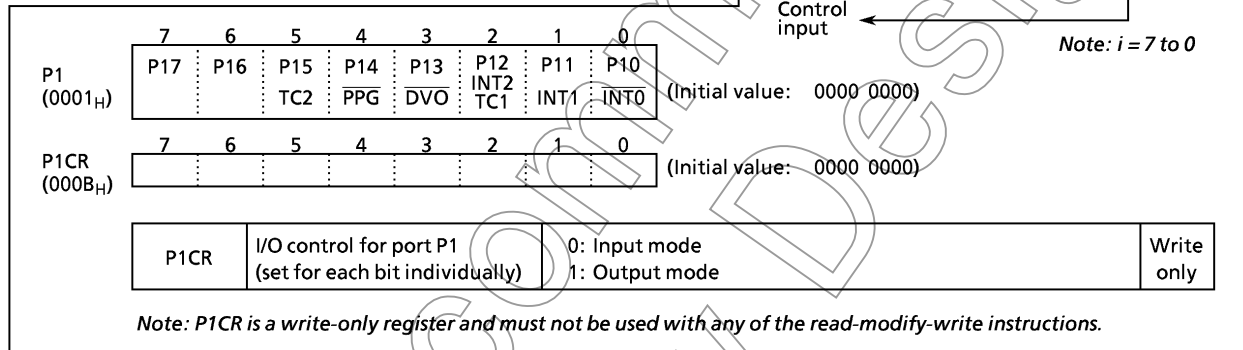 Control
input
Note: i = 7 to 0
7 6 5 4 3 2 1 0
P1
(0001H)
P17 P16 P15 P14 P13 P12 P11 P10
TC2 PPG DVO INT2 TC1 INT1 INT0
(Initial value: 0000 0000)
7 6 5 4 3 2 1 0
P1CR
(000BH)
(Initial value: 0000 0000)
P1CR
I/O control for port P1
(set for each bit individually)
0: Input mode
1: Output mode
Write
only
Note: P1CR is a write-only register and must not be used with any of the read-modify-write instructions.